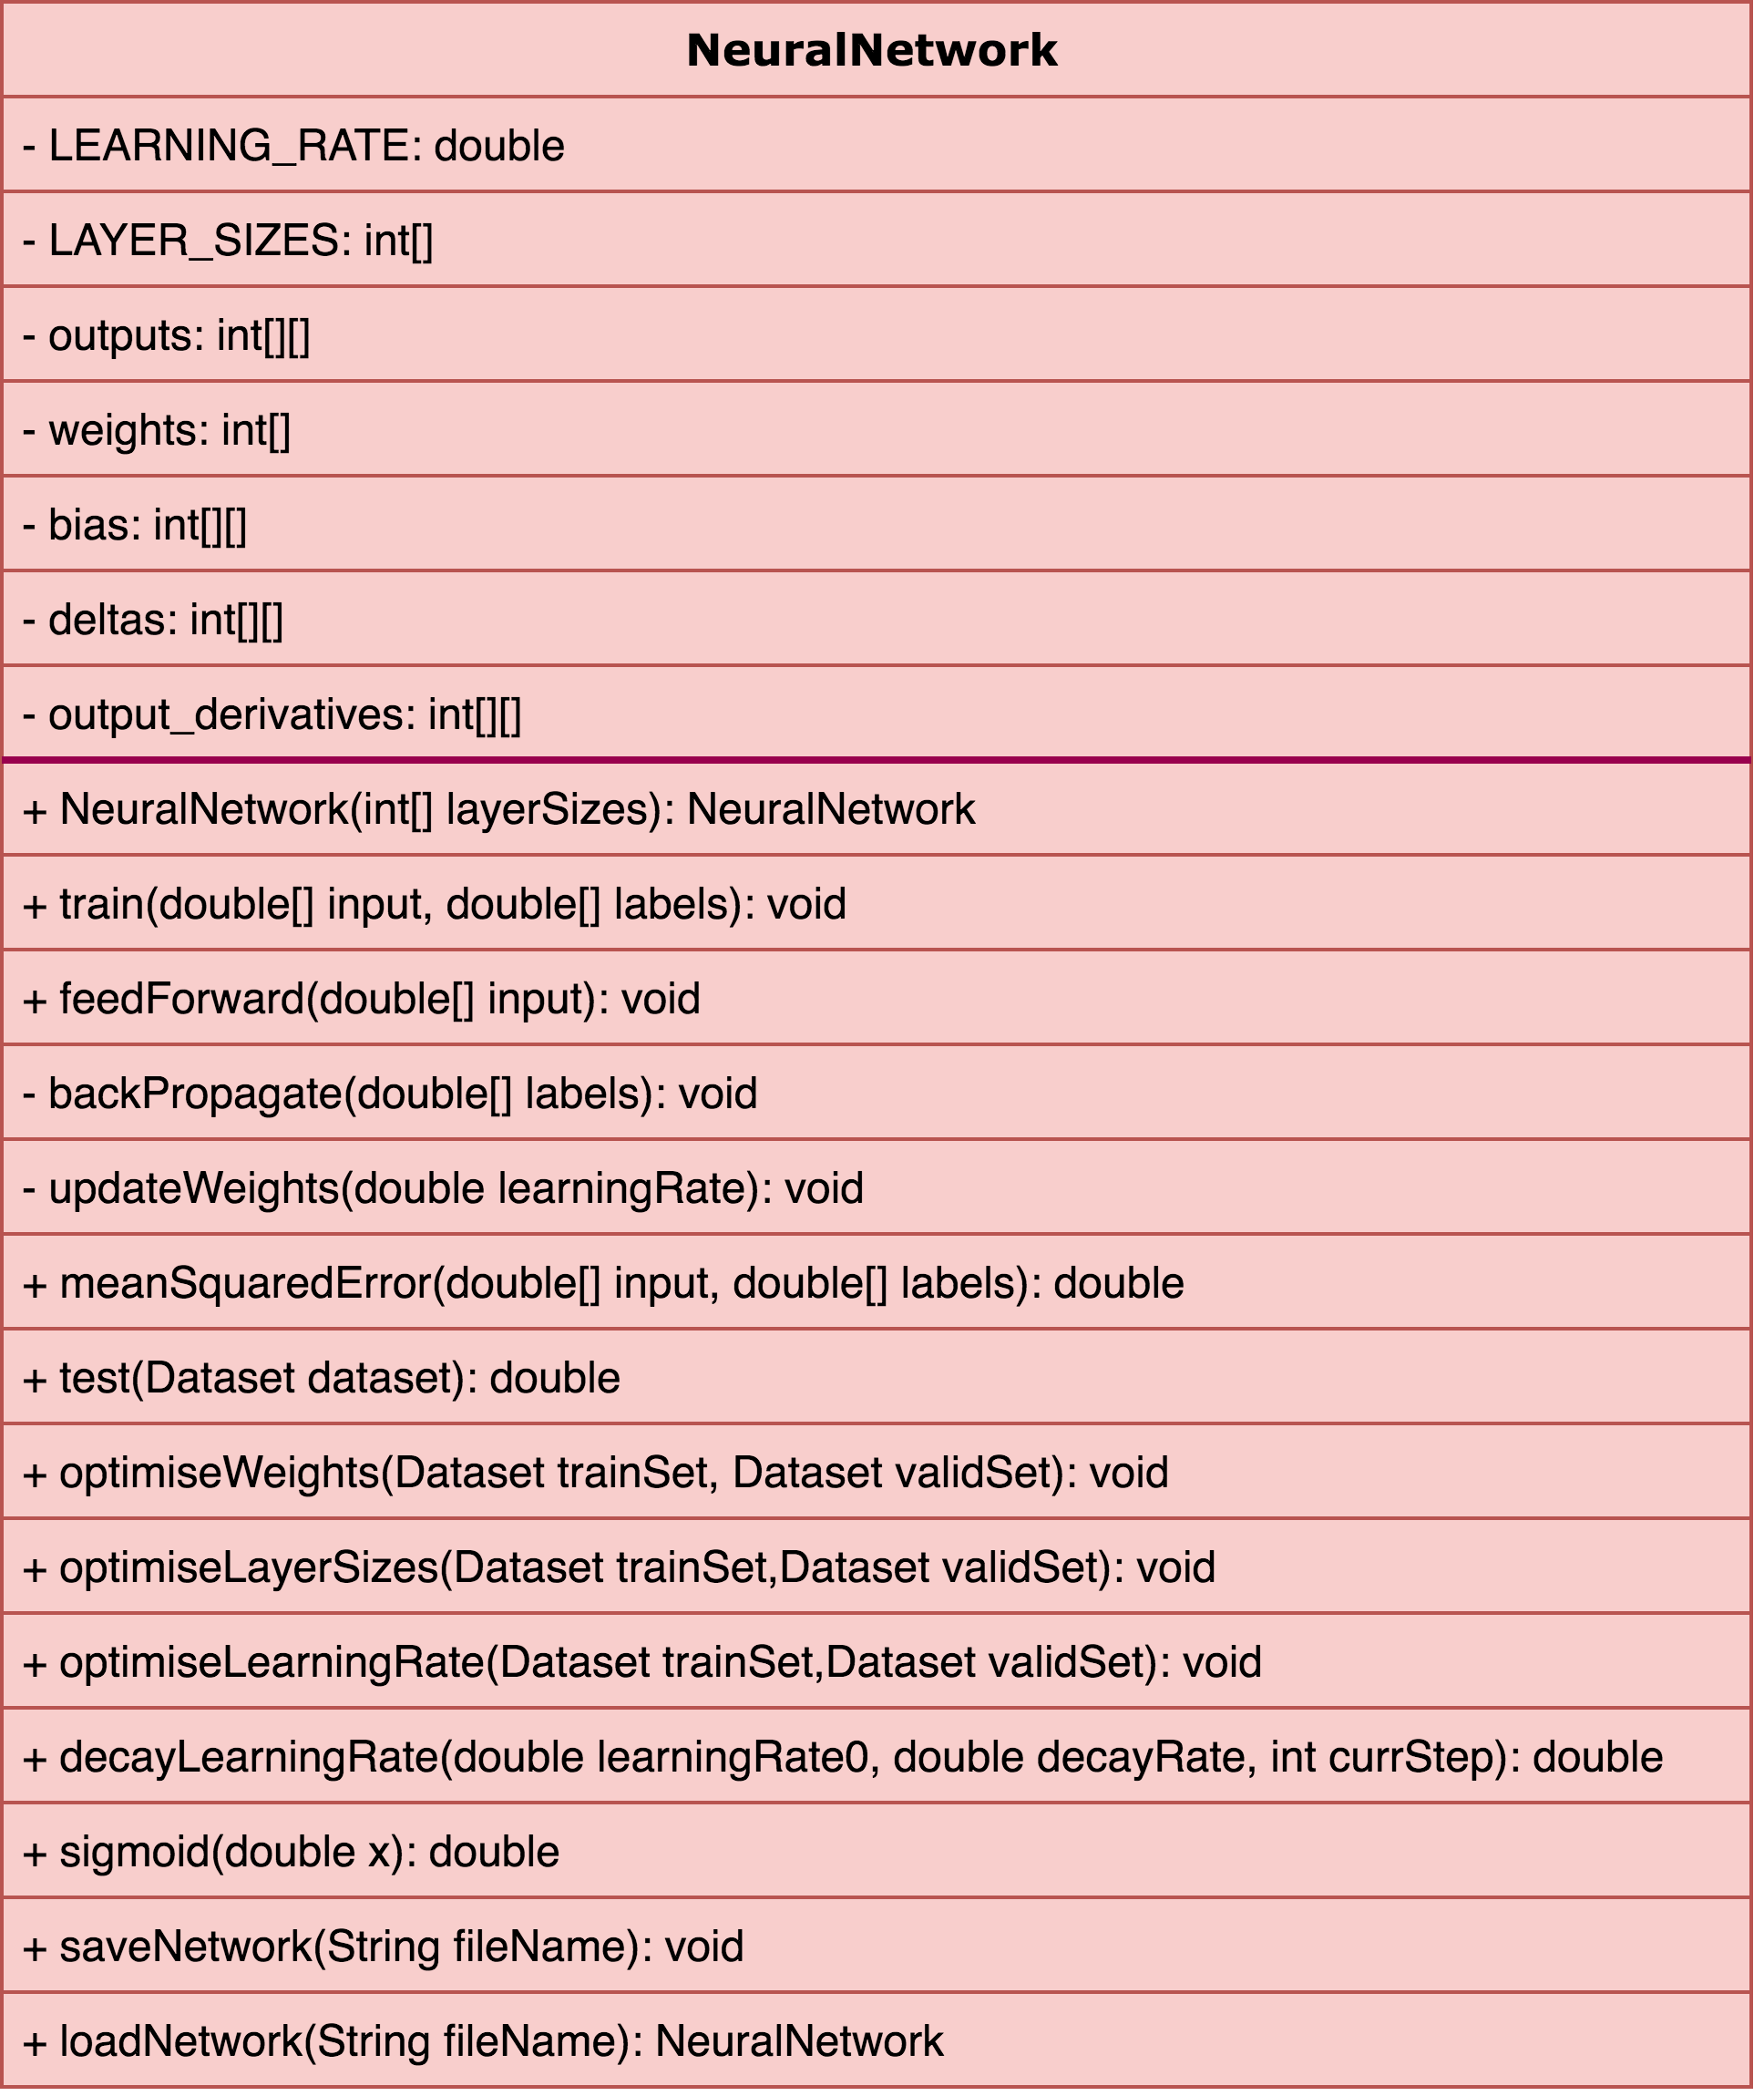 NeuralNetwork
- LEARNING_RATE: double
- LAYER_SIZES: int[]
- outputs: int[][]
- weights: int[]
- bias: int[][]
- deltas: int[][]
- output_derivatives: int[][]
+ NeuralNetwork(int[] layerSizes): NeuralNetwork
+ train(double[] input, double[] labels): void
+ feedForward(double[] input): void
- backPropagate(double[] labels): void
- updateWeights(double learningRate): void
+ meanSquaredError(double[] input, double[] labels): double
+ test(Dataset dataset): double
+ optimiseWeights(Dataset trainSet, Dataset validSet): void
+ optimiseLayerSizes(Dataset trainSet,Dataset validSet): void
+ optimiseLearningRate(Dataset trainSet,Dataset validSet): void
+ decayLearningRate(double learningRate0, double decayRate, int currStep): double
+ sigmoid(double x): double
+ saveNetwork(String fileName): void
+ loadNetwork(String fileName): NeuralNetwork